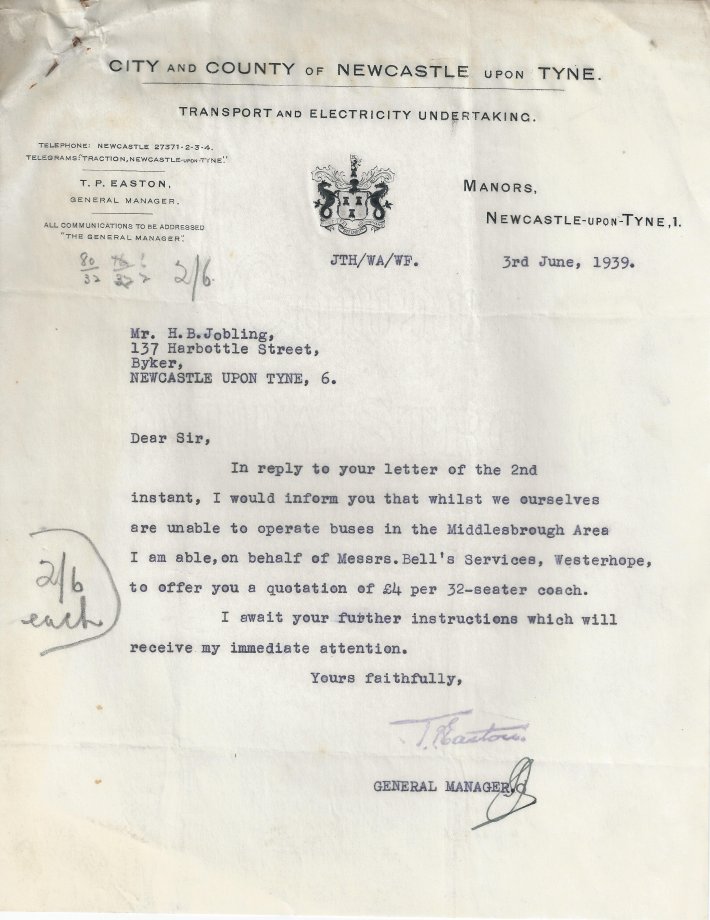 CITY AND COUNTY OF NEWCASTLE UPON TYNE.
TRANSPORT AND ELECTRICITY UNDERTAKING.
TELEPHONE: NEWCASTLE 27371-2-3-4.
TELEGRAMS: "TRACTION, NEWCASTLE-UPON-TYNE."
T. P. EASTON,
GENERAL MANAGER.
ALL COMMUNICATIONS TO BE ADDRESSED
"THE GENERAL MANAGER".
MANORS,
NEWCASTLE-UPON-TYNE,1.
80
32
2/6
JTH/WA/WF.
3rd June, 1939.
Mr. H.B.Jobling,
137 Harbottle Street,
Byker,
NEWCASTLE UPON TYNE, 6.
Dear Sir,
In reply to your letter of the 2nd
instant, I would inform you that whilst we ourselves
are unable to operate buses in the Middlesbrough Area
I am able,on behalf of Messrs.Bell's Services, Westerhope,
to offer you a quotation of £4 per 32-seater coach.
I await your further instructions which will
receive my immediate attention.
2/6
each
Yours faithfully,
T. P. Easton
GENERAL MANAGER.